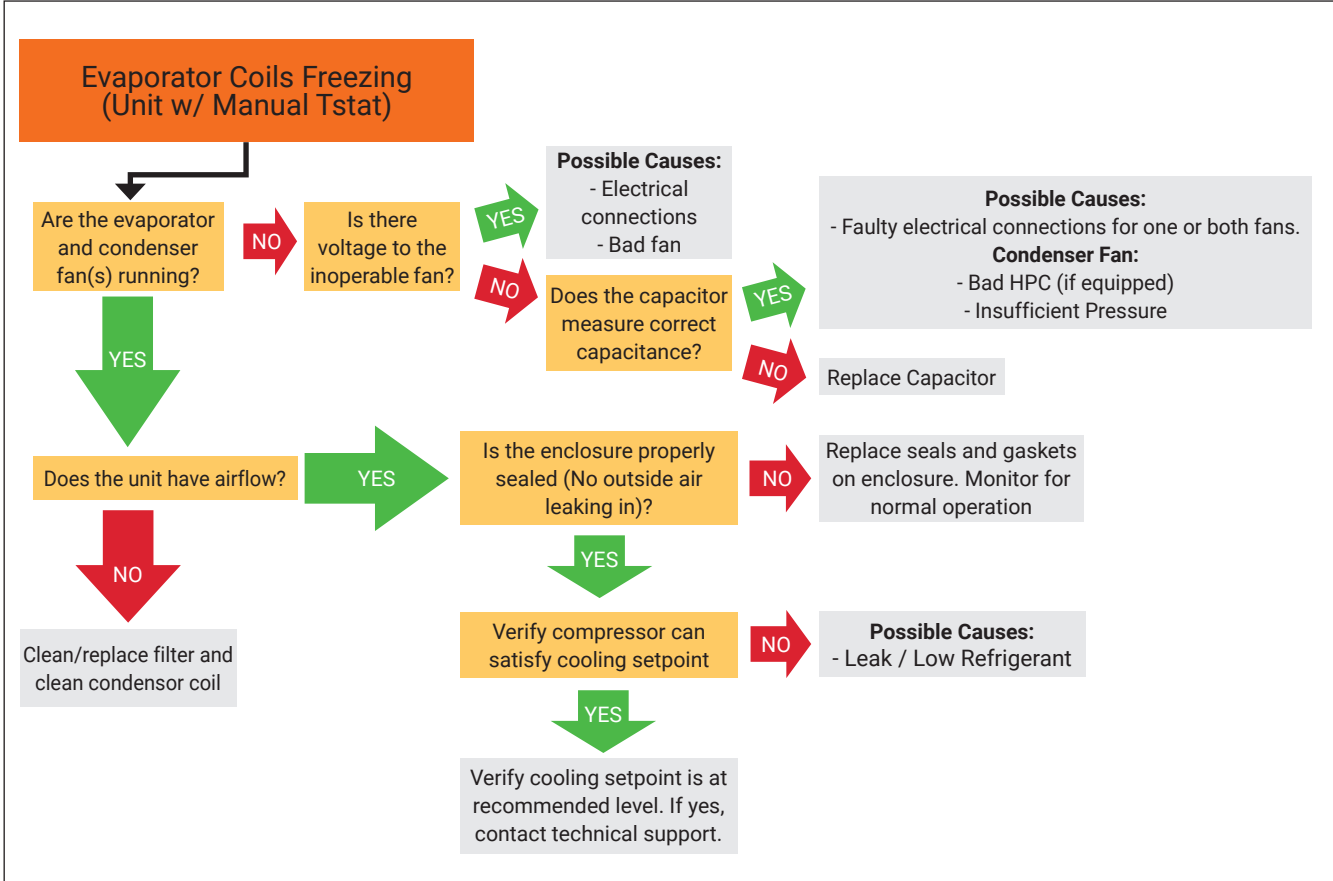 Evaporator Coils Freezing
(Unit w/ Manual Tstat)
Are the evaporator
and condenser
fan(s) running?
NO
Is there
voltage to the
inoperable fan?
YES
Possible Causes:
- Electrical
connections
- Bad fan
NO
Does the capacitor
measure correct
capacitance?
YES
Possible Causes:
- Faulty electrical connections for one or both fans.
Condenser Fan:
- Bad HPC (if equipped)
- Insufficient Pressure
NO
Replace Capacitor
YES
Does the unit have airflow?
YES
Is the enclosure properly
sealed (No outside air
leaking in)?
NO
Replace seals and gaskets
on enclosure. Monitor for
normal operation
NO
Clean/replace filter and
clean condensor coil
YES
Verify compressor can
satisfy cooling setpoint
NO
Possible Causes:
- Leak / Low Refrigerant
YES
Verify cooling setpoint is at
recommended level. If yes,
contact technical support.